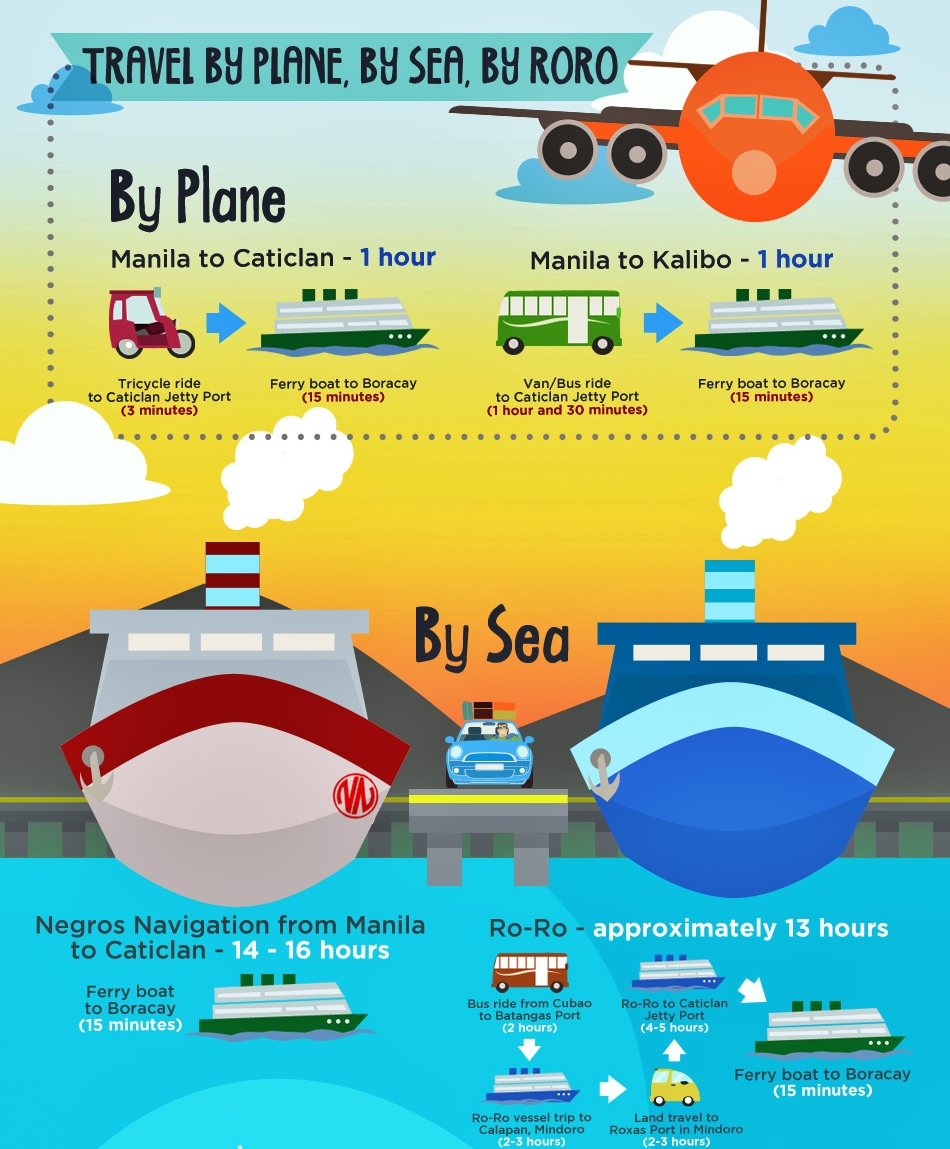 TRAVEL BY PLANE, BY SEA, BY RORO
By Plane
Manila to Caticlan - 1 hour
Tricycle ride
to Caticlan Jetty Port
(3 minutes)
Ferry boat to Boracay
(15 minutes)
Manila to Kalibo - 1 hour
Van/Bus ride
to Caticlan Jetty Port
(1 hour and 30 minutes)
Ferry boat to Boracay
(15 minutes)
By Sea
Negros Navigation from Manila
to Caticlan - 14 - 16 hours
Ferry boat
to Boracay
(15 minutes)
Ro-Ro - approximately 13 hours
Bus ride from Cubao
to Batangas Port
(2 hours)
Ro-Ro vessel trip to
Calapan, Mindoro
(2-3 hours)
Land travel to
Roxas Port in Mindoro
(2-3 hours)
Ro-Ro to Caticlan
Jetty Port
(4-5 hours)
Ferry boat to Boracay
(15 minutes)